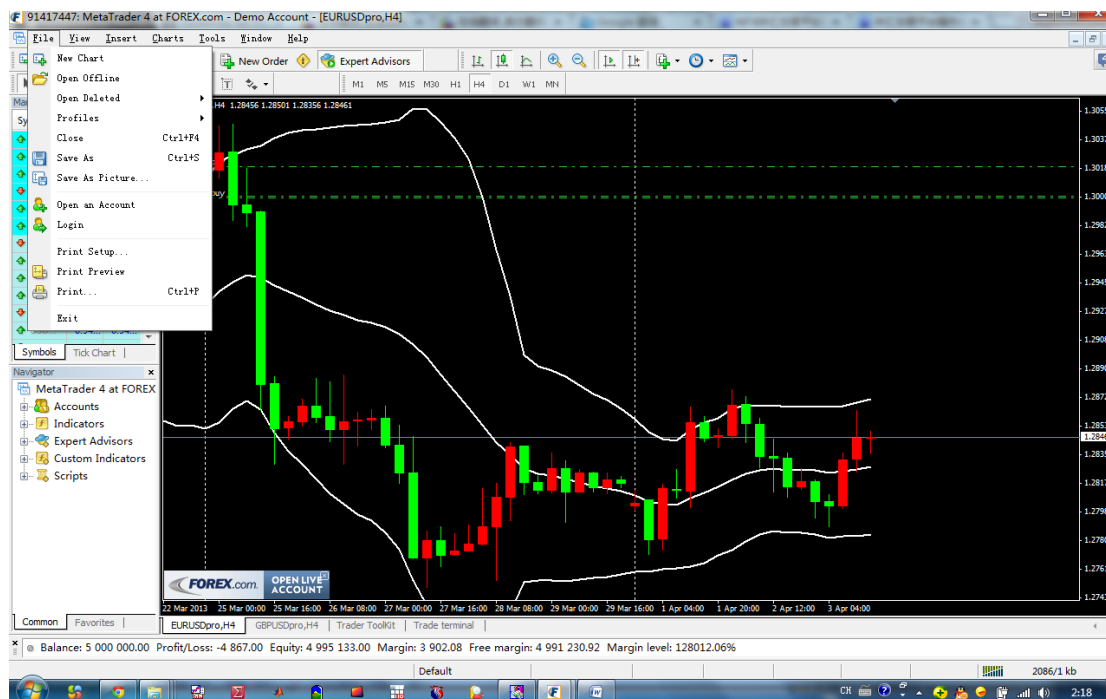 91417447: MetaTrader 4 at FOREX.com - Demo Account - [EURUSDpro,H4]
File View Insert Charts Tools Window Help
New Order Expert Advisors
M1 M5 M15 M30 H1 H4 D1 W1 MN
New Chart
Open Offline
Open Deleted
Profiles
Close Ctrl+F4
Save As Ctrl+S
Save As Picture...
Open an Account
Login
Print Setup...
Print Preview
Print... Ctrl+P
Exit
Symbols Tick Chart
Navigator
MetaTrader 4 at FOREX
Accounts
Indicators
Expert Advisors
Custom Indicators
Scripts
Common Favorites
H4 1.28456 1.28501 1.28356 1.28461
buy
FOREX.com OPEN LIVE ACCOUNT
22 Mar 2013 25 Mar 00:00 25 Mar 16:00 26 Mar 08:00 27 Mar 00:00 27 Mar 16:00 28 Mar 08:00 29 Mar 00:00 29 Mar 16:00 1 Apr 04:00 1 Apr 20:00 2 Apr 12:00 3 Apr 04:00
EURUSDpro,H4 GBPUSDpro,H4 Trader ToolKit Trade terminal
Balance: 5 000 000.00 Profit/Loss: -4 867.00 Equity: 4 995 133.00 Margin: 3 902.08 Free margin: 4 991 230.92 Margin level: 128012.06%
Default 2086/1 kb
CH 2:18